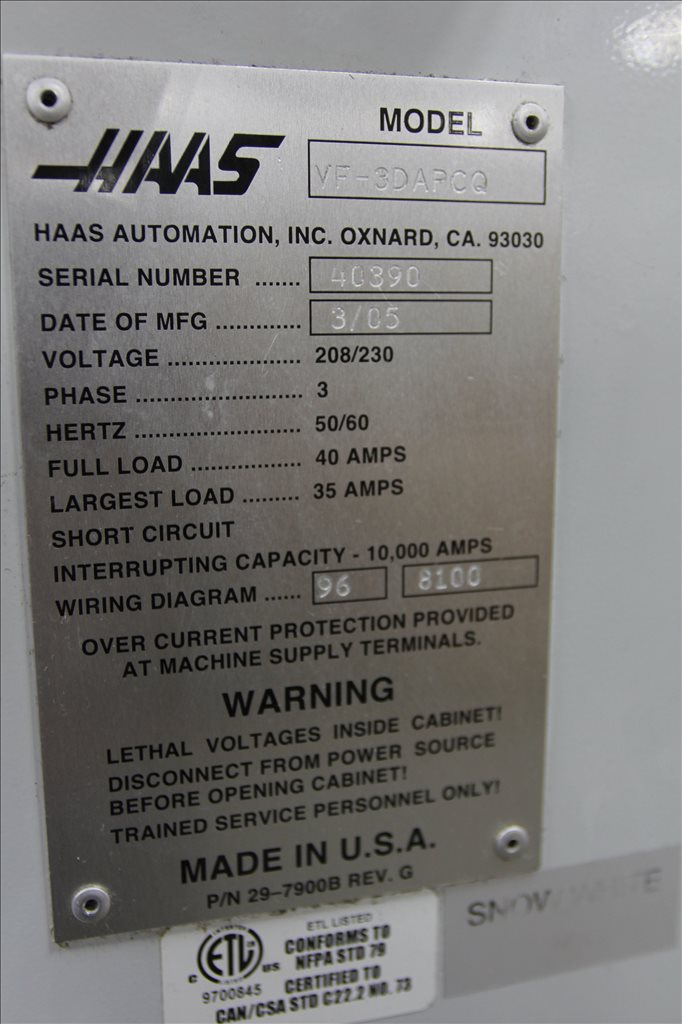 HAAS
MODEL
VF-3DAPCQ
HAAS AUTOMATION, INC. OXNARD, CA. 93030
SERIAL NUMBER ....... 40390
DATE OF MFG ............. 3/05
VOLTAGE .................... 208/230
PHASE ......................... 3
HERTZ ......................... 50/60
FULL LOAD ................. 40 AMPS
LARGEST LOAD ......... 35 AMPS
SHORT CIRCUIT
INTERRUPTING CAPACITY - 10,000 AMPS
WIRING DIAGRAM ...... 96 8100
OVER CURRENT PROTECTION PROVIDED
AT MACHINE SUPPLY TERMINALS.
WARNING
LETHAL VOLTAGES INSIDE CABINET!
DISCONNECT FROM POWER SOURCE
BEFORE OPENING CABINET!
TRAINED SERVICE PERSONNEL ONLY!
MADE IN U.S.A.
P/N 29-7900B REV. G
SNOW WHITE
ETL LISTED
CONFORMS TO
NFPA STD 79
ETL
C US
9700845
CERTIFIED TO
CAN/CSA STD C22.2 NO. 73